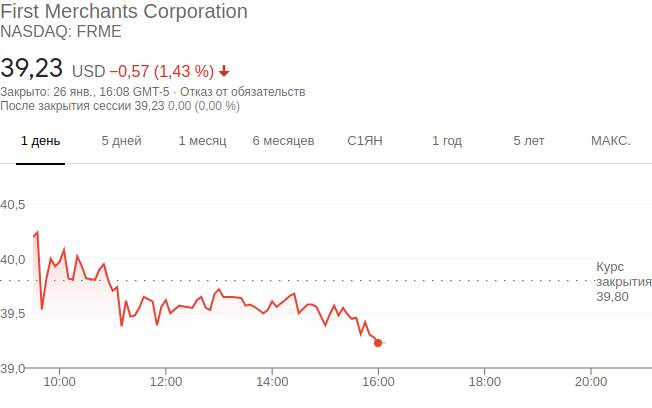 First Merchants Corporation
NASDAQ: FRME
39,23 USD −0,57 (1,43 %)
Закрыто: 26 янв., 16:08 GMT-5 · Отказ от обязательств
После закрытия сессии 39,23 0,00 (0,00 %)
1 день 5 дней 1 месяц 6 месяцев С1ЯН 1 год 5 лет МАКС.
40,5
40,0
Курс
закрытия
39,80
39,5
39,0
10:00 12:00 14:00 16:00 18:00 20:00